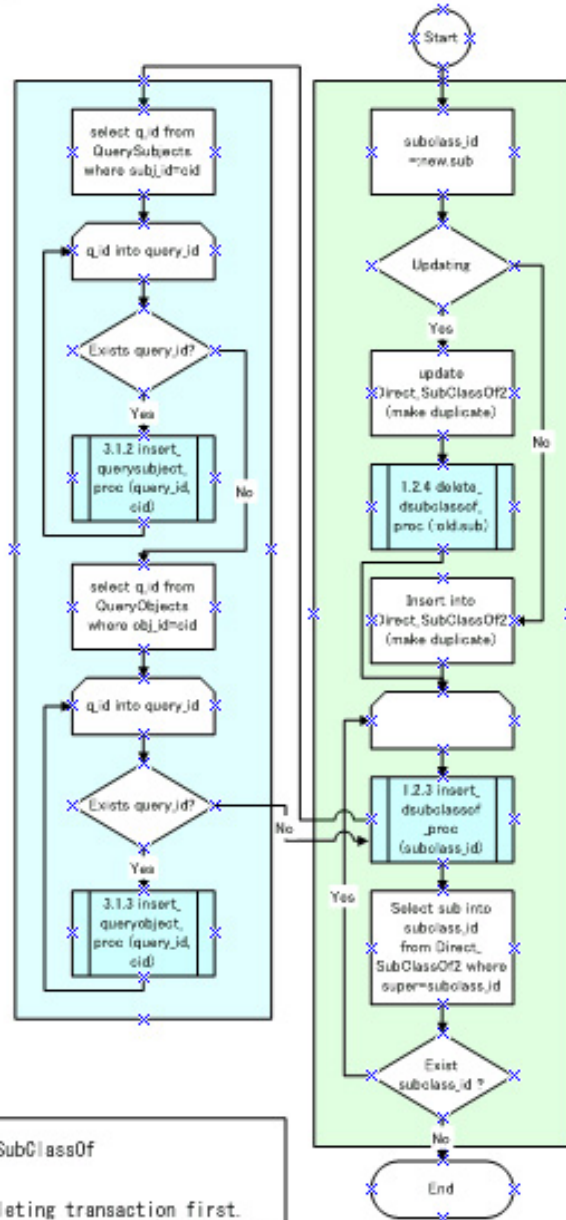 Start
subclass_id
=:new.sub
Updating
Yes
No
update
Direct_SubClassOf2
(make duplicate)
1.2.4 delete_
dsubclassof_
proc (:old.sub)
Insert into
Direct_SubClassOf2
(make duplicate)
1.2.3 insert_
dsubclassof
_proc
(subclass_id)
Select sub into
subclass_id
from Direct_
SubClassOf2 where
super=subclass_id
Yes
Exist
subclass_id ?
No
End
select q_id from
QuerySubjects
where subj_id=cid
q_id into query_id
Exists query_id?
Yes
No
3.1.2 insert_
querysubject_
proc (query_id,
cid)
select q_id from
QueryObjects
where obj_id=cid
q_id into query_id
Exists query_id?
No
Yes
3.1.3 insert_
queryobject_
proc (query_id,
cid)
SubClassOf
leting transaction first.